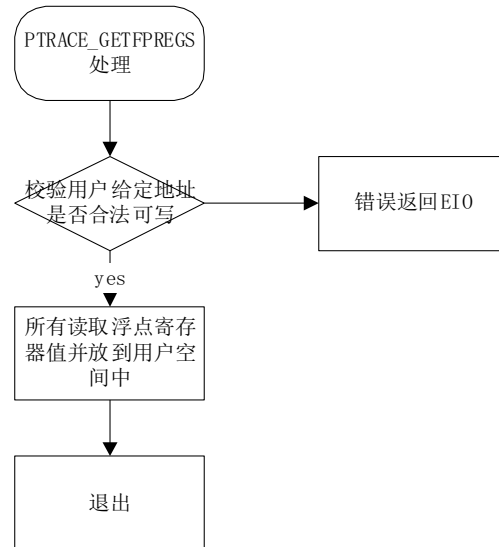 PTRACE_GETFPREGS
处理
校验用户给定地址
是否合法可写
错误返回EIO
yes
所有读取浮点寄存
器值并放到用户空
间中
退出